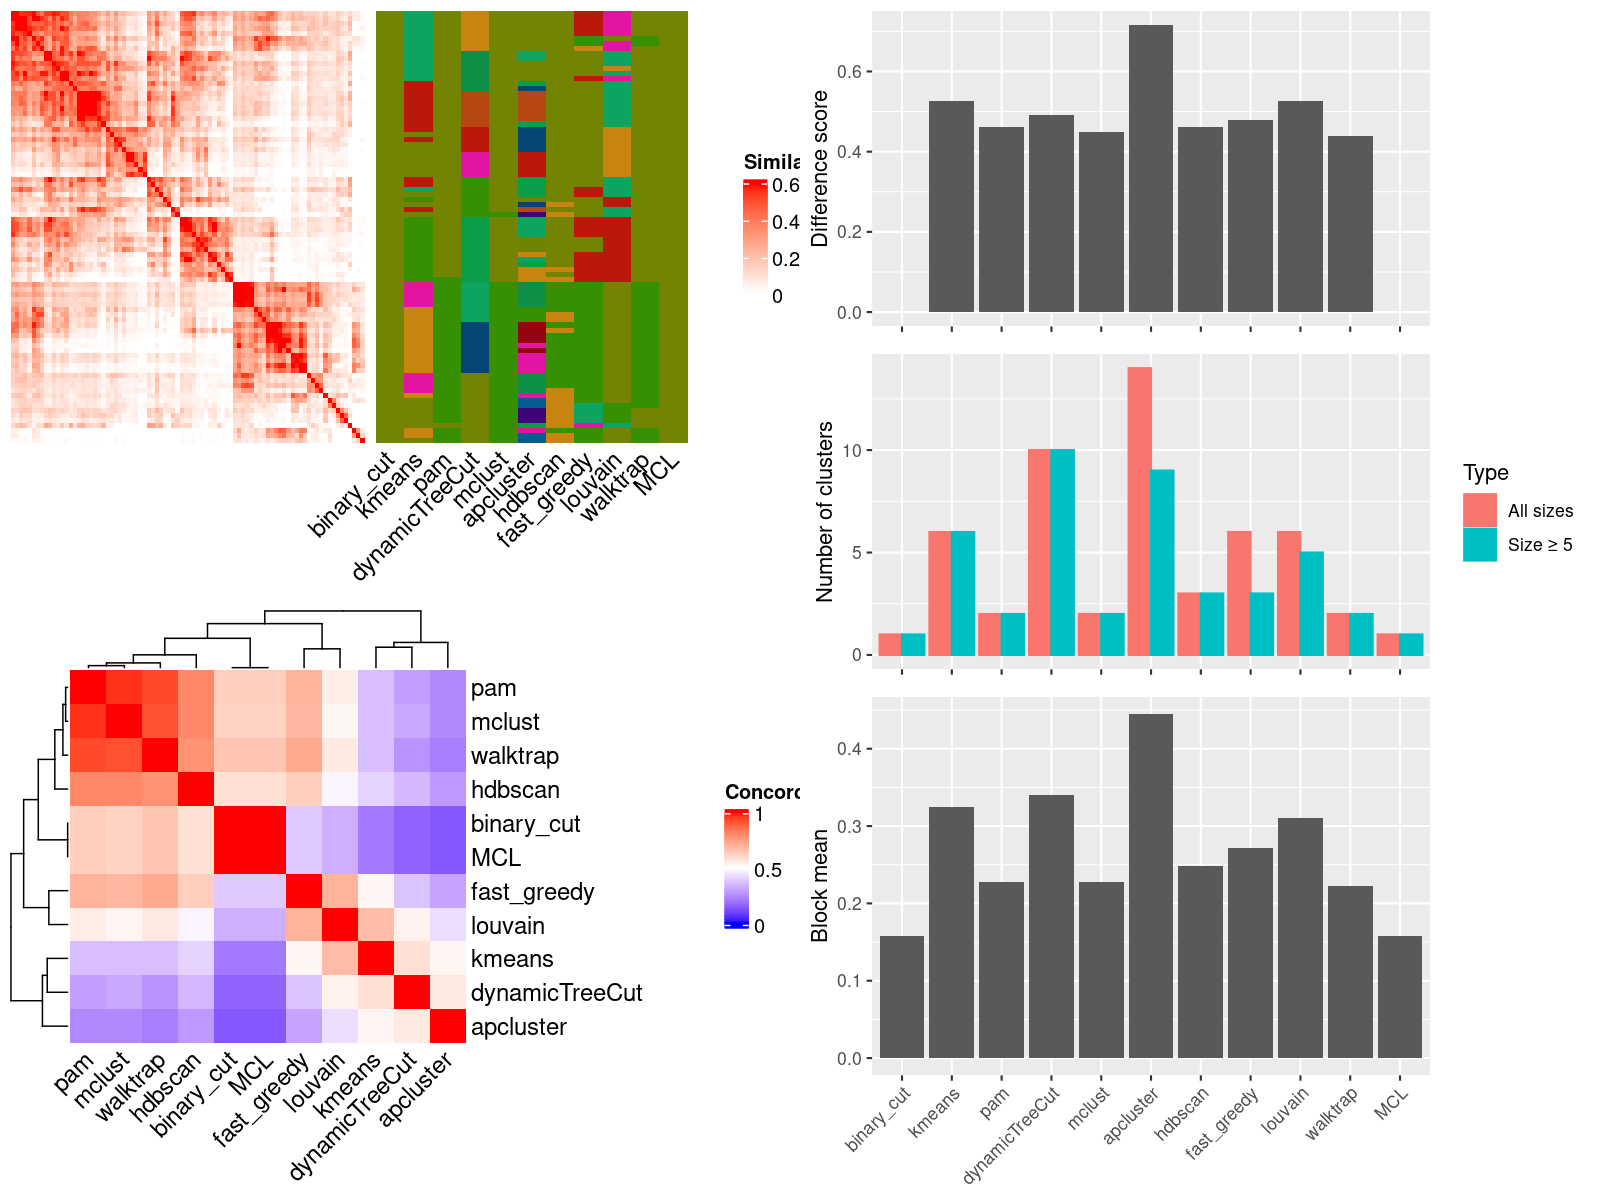 Simila
0.6
0.4
0.2
0
binary_cut
kmeans
pam
dynamicTreeCut
mclust
apcluster
hdbscan
fast_greedy
louvain
walktrap
MCL
Difference score
0.6
0.4
0.2
0.0
Number of clusters
10
5
0
Type
All sizes
Size ≥ 5
Block mean
0.4
0.3
0.2
0.1
0.0
binary_cut
kmeans
pam
dynamicTreeCut
mclust
apcluster
hdbscan
fast_greedy
louvain
walktrap
MCL
pam
mclust
walktrap
hdbscan
binary_cut
MCL
fast_greedy
louvain
kmeans
dynamicTreeCut
apcluster
pam
mclust
walktrap
hdbscan
binary_cut
MCL
fast_greedy
louvain
kmeans
dynamicTreeCut
apcluster
Concord
1
0.5
0